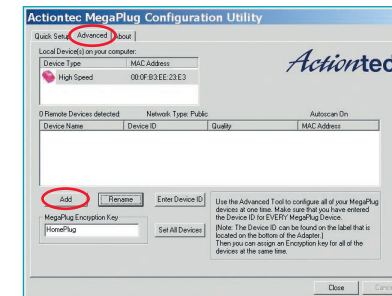 Actiontec MegaPlug Configuration Utility
Quick Setup Advanced About
Local Device(s) on your computer:
Device Type MAC Address
High Speed 00:0F:B3:EE:23:E3
Actiontec
0 Remote Devices detected Network Type: Public Autoscan On
Device Name Device ID Quality MAC Address
Add Rename Enter Device ID
Use the Advanced Tool to configure all of your MegaPlug
devices at one time. Make sure that you have entered
the Device ID for EVERY MegaPlug Device.
(Note: The Device ID can be found on the label that is
located on the bottom of the Adapter.)
Then you can assign an Encryption key for all of the
devices at the same time.
MegaPlug Encryption Key
HomePlug Set All Devices
Close